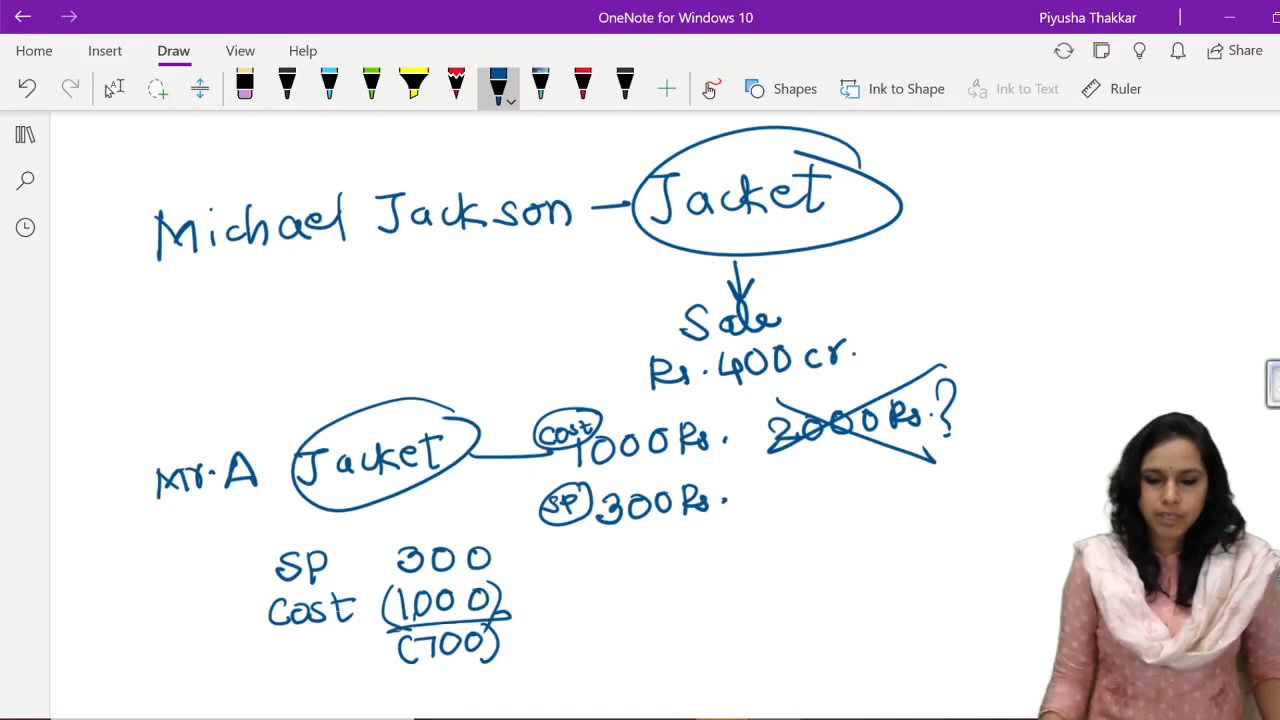 OneNote for Windows 10
Piyusha Thakkar
Home Insert Draw View Help
Share
Shapes
Ink to Shape
Ink to Text
Ruler
Michael Jackson - Jacket
Sale
Rs. 400 cr.
Mr. A Jacket Cost 1000 Rs. 2000 Rs. ?
SP 300 Rs.
SP 300
Cost (1000)
(700)